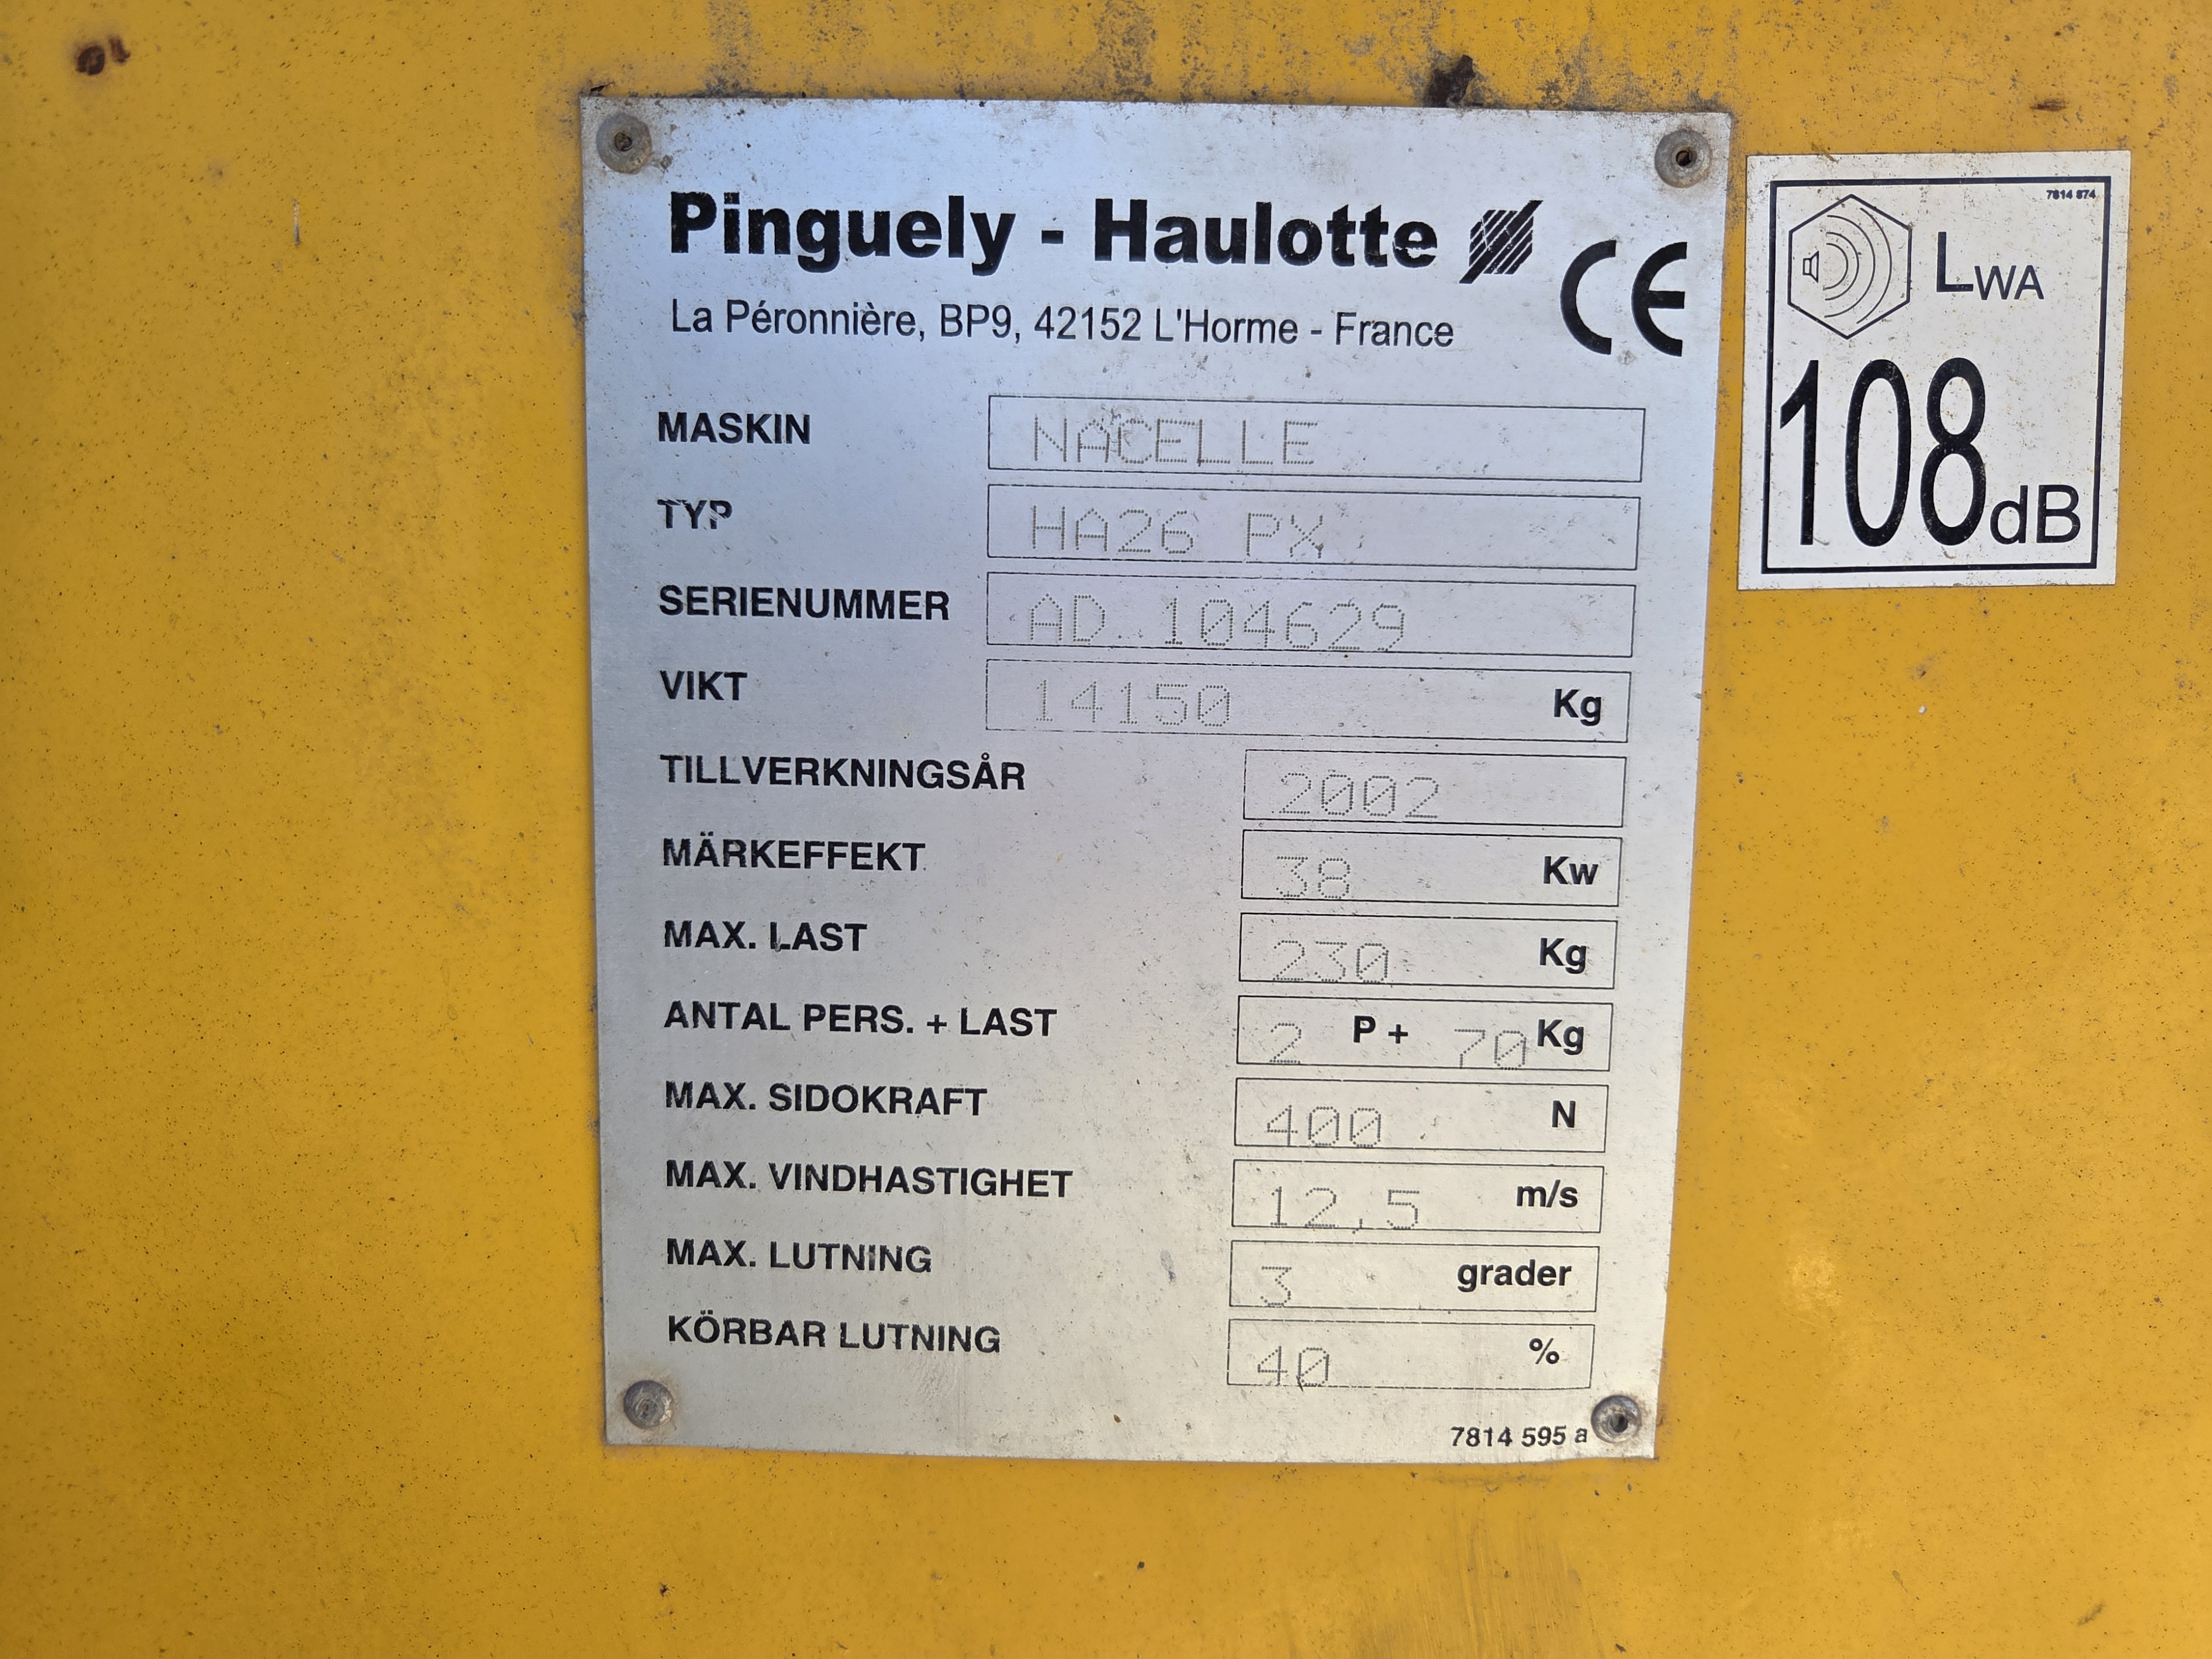 Pinguely - Haulotte
CE
La Péronnière, BP9, 42152 L'Horme - France
MASKIN NACELLE
TYP HA26 PX
SERIENUMMER AD. 104629
VIKT 14150 Kg
TILLVERKNINGSÅR 2002
MÄRKEFFEKT 38 Kw
MAX. LAST 230 Kg
ANTAL PERS. + LAST 2 P + 70 Kg
MAX. SIDOKRAFT 400 N
MAX. VINDHASTIGHET 12,5 m/s
MAX. LUTNING 3 grader
KÖRBAR LUTNING 40 %
7814 595 a
7814 874
LWA
108 dB